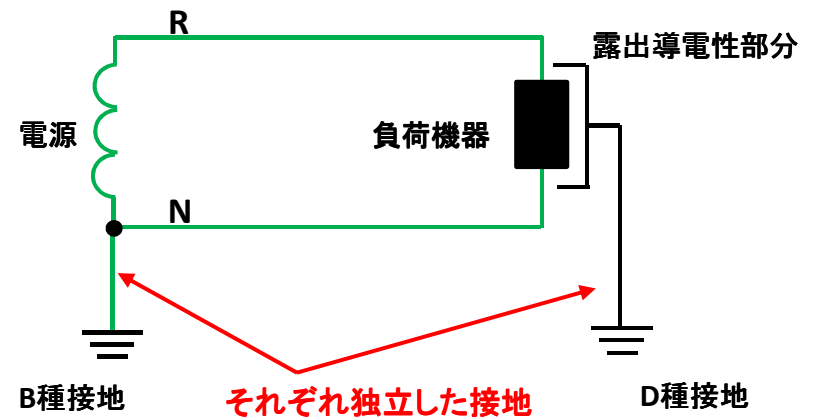 R
露出導電性部分
電源
負荷機器
N
B種接地
それぞれ独立した接地
D種接地